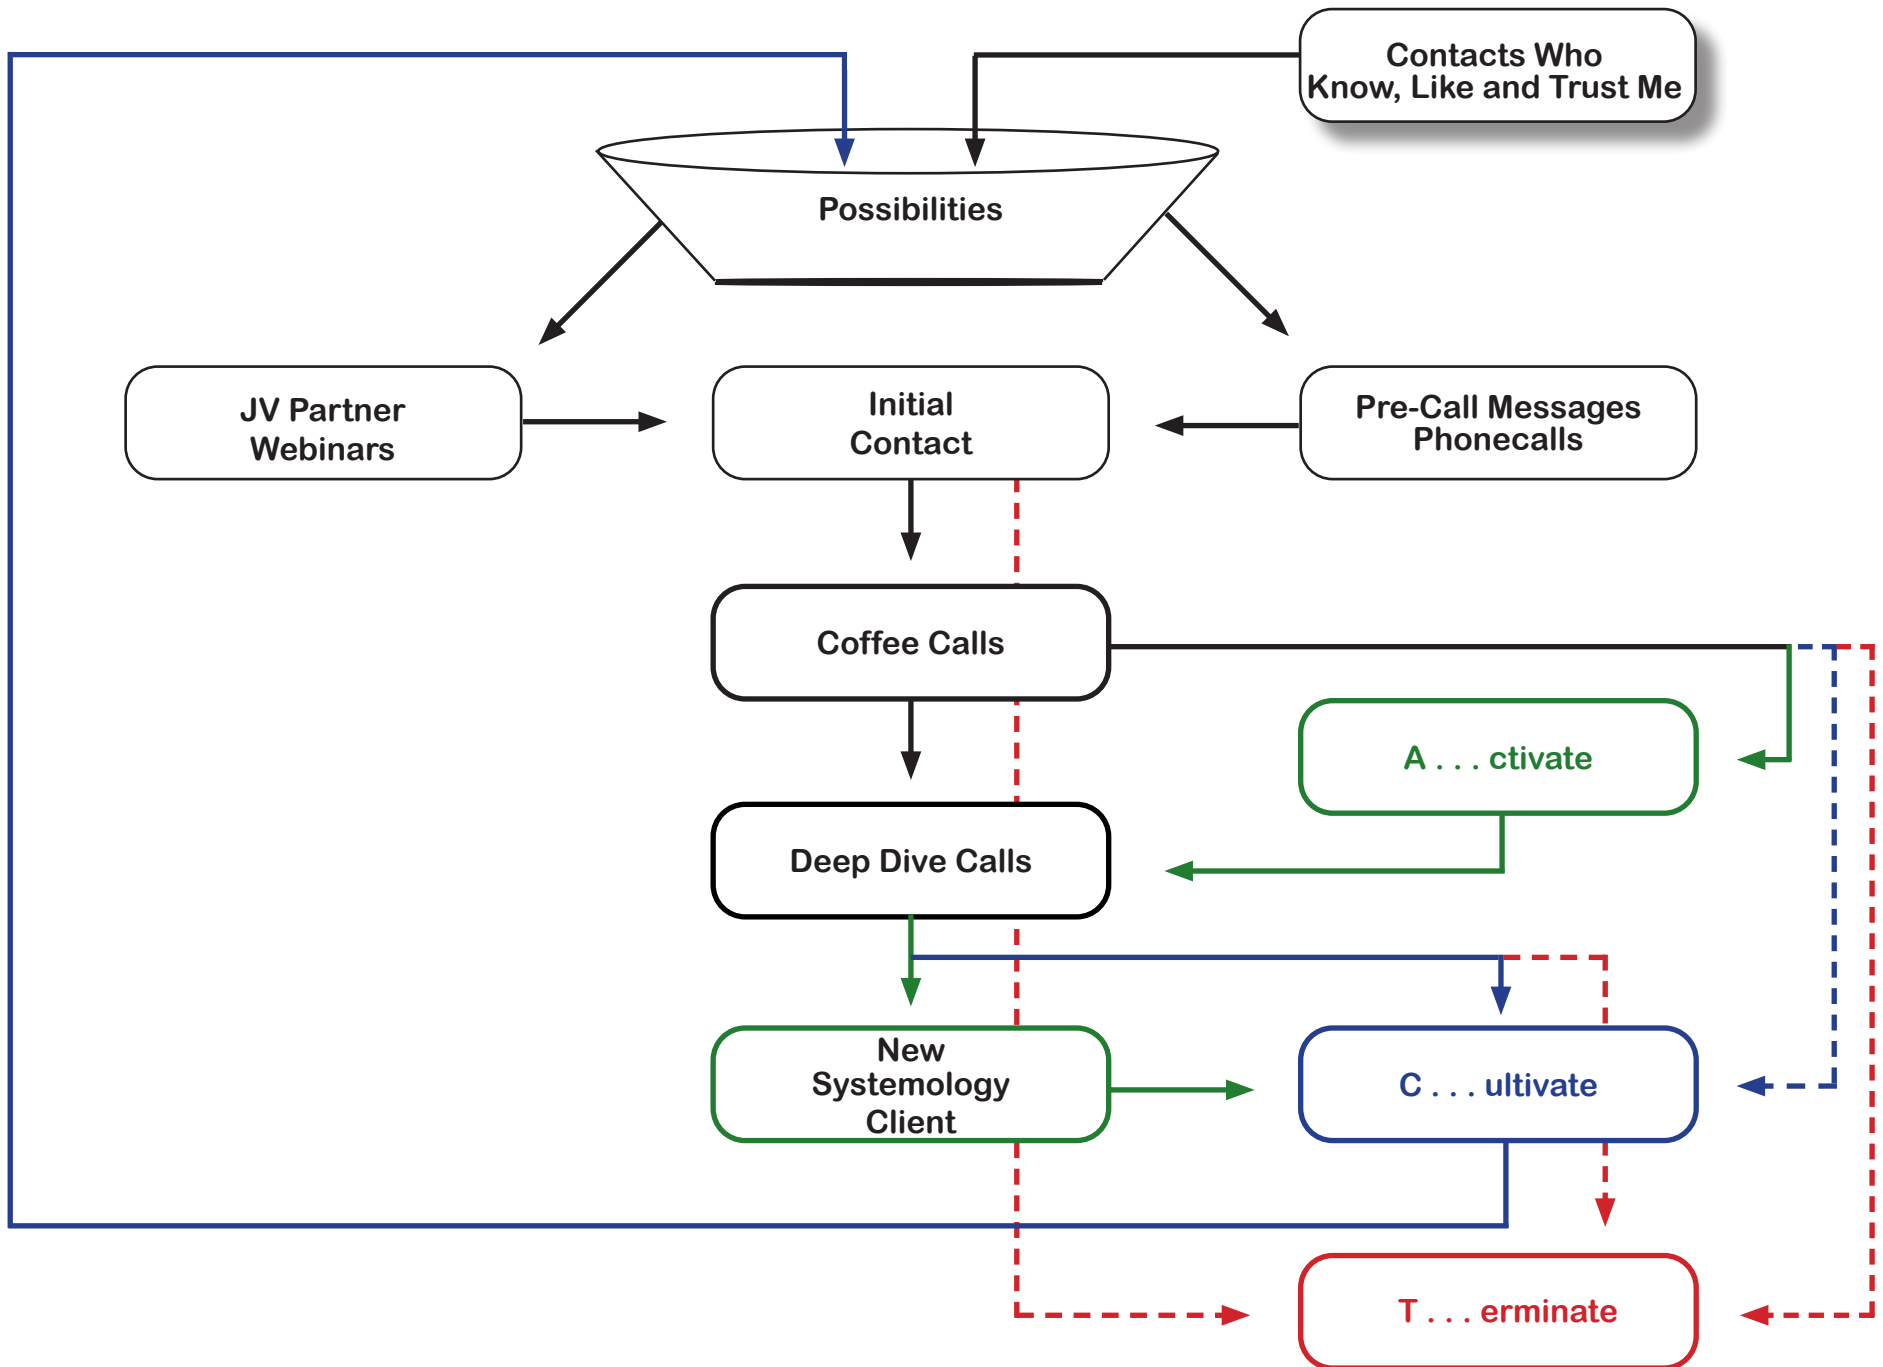 Contacts Who
Know, Like and Trust Me
Possibilities
JV Partner
Webinars
Initial
Contact
Pre-Call Messages
Phonecalls
Coffee Calls
A . . . ctivate
Deep Dive Calls
New
Systemology
Client
C . . . ultivate
T . . . erminate